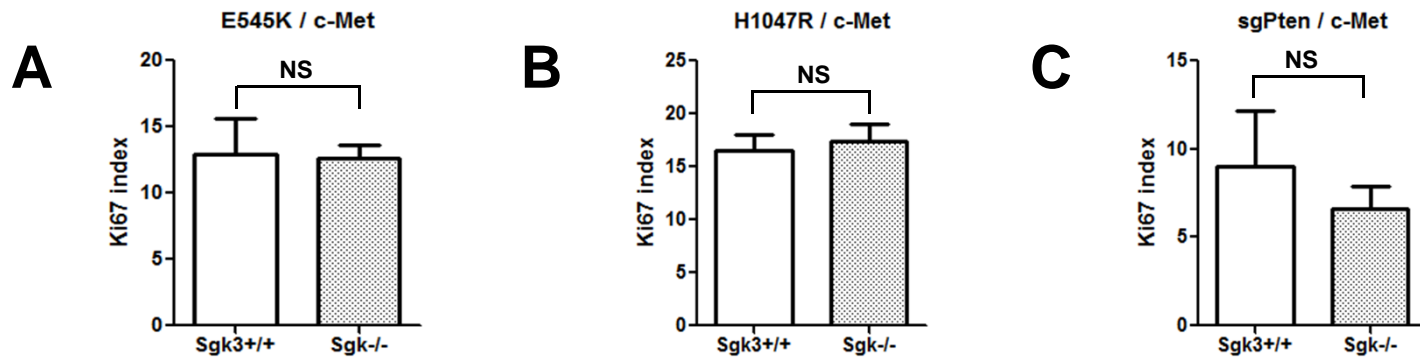 A
E545K / c-Met
NS
Ki67 index
20
15
10
5
0
Sgk3+/+
Sgk-/-
B
H1047R / c-Met
NS
Ki67 index
25
20
15
10
5
0
Sgk3+/+
Sgk-/-
C
sgPten / c-Met
NS
Ki67 index
15
10
5
0
Sgk3+/+
Sgk-/-